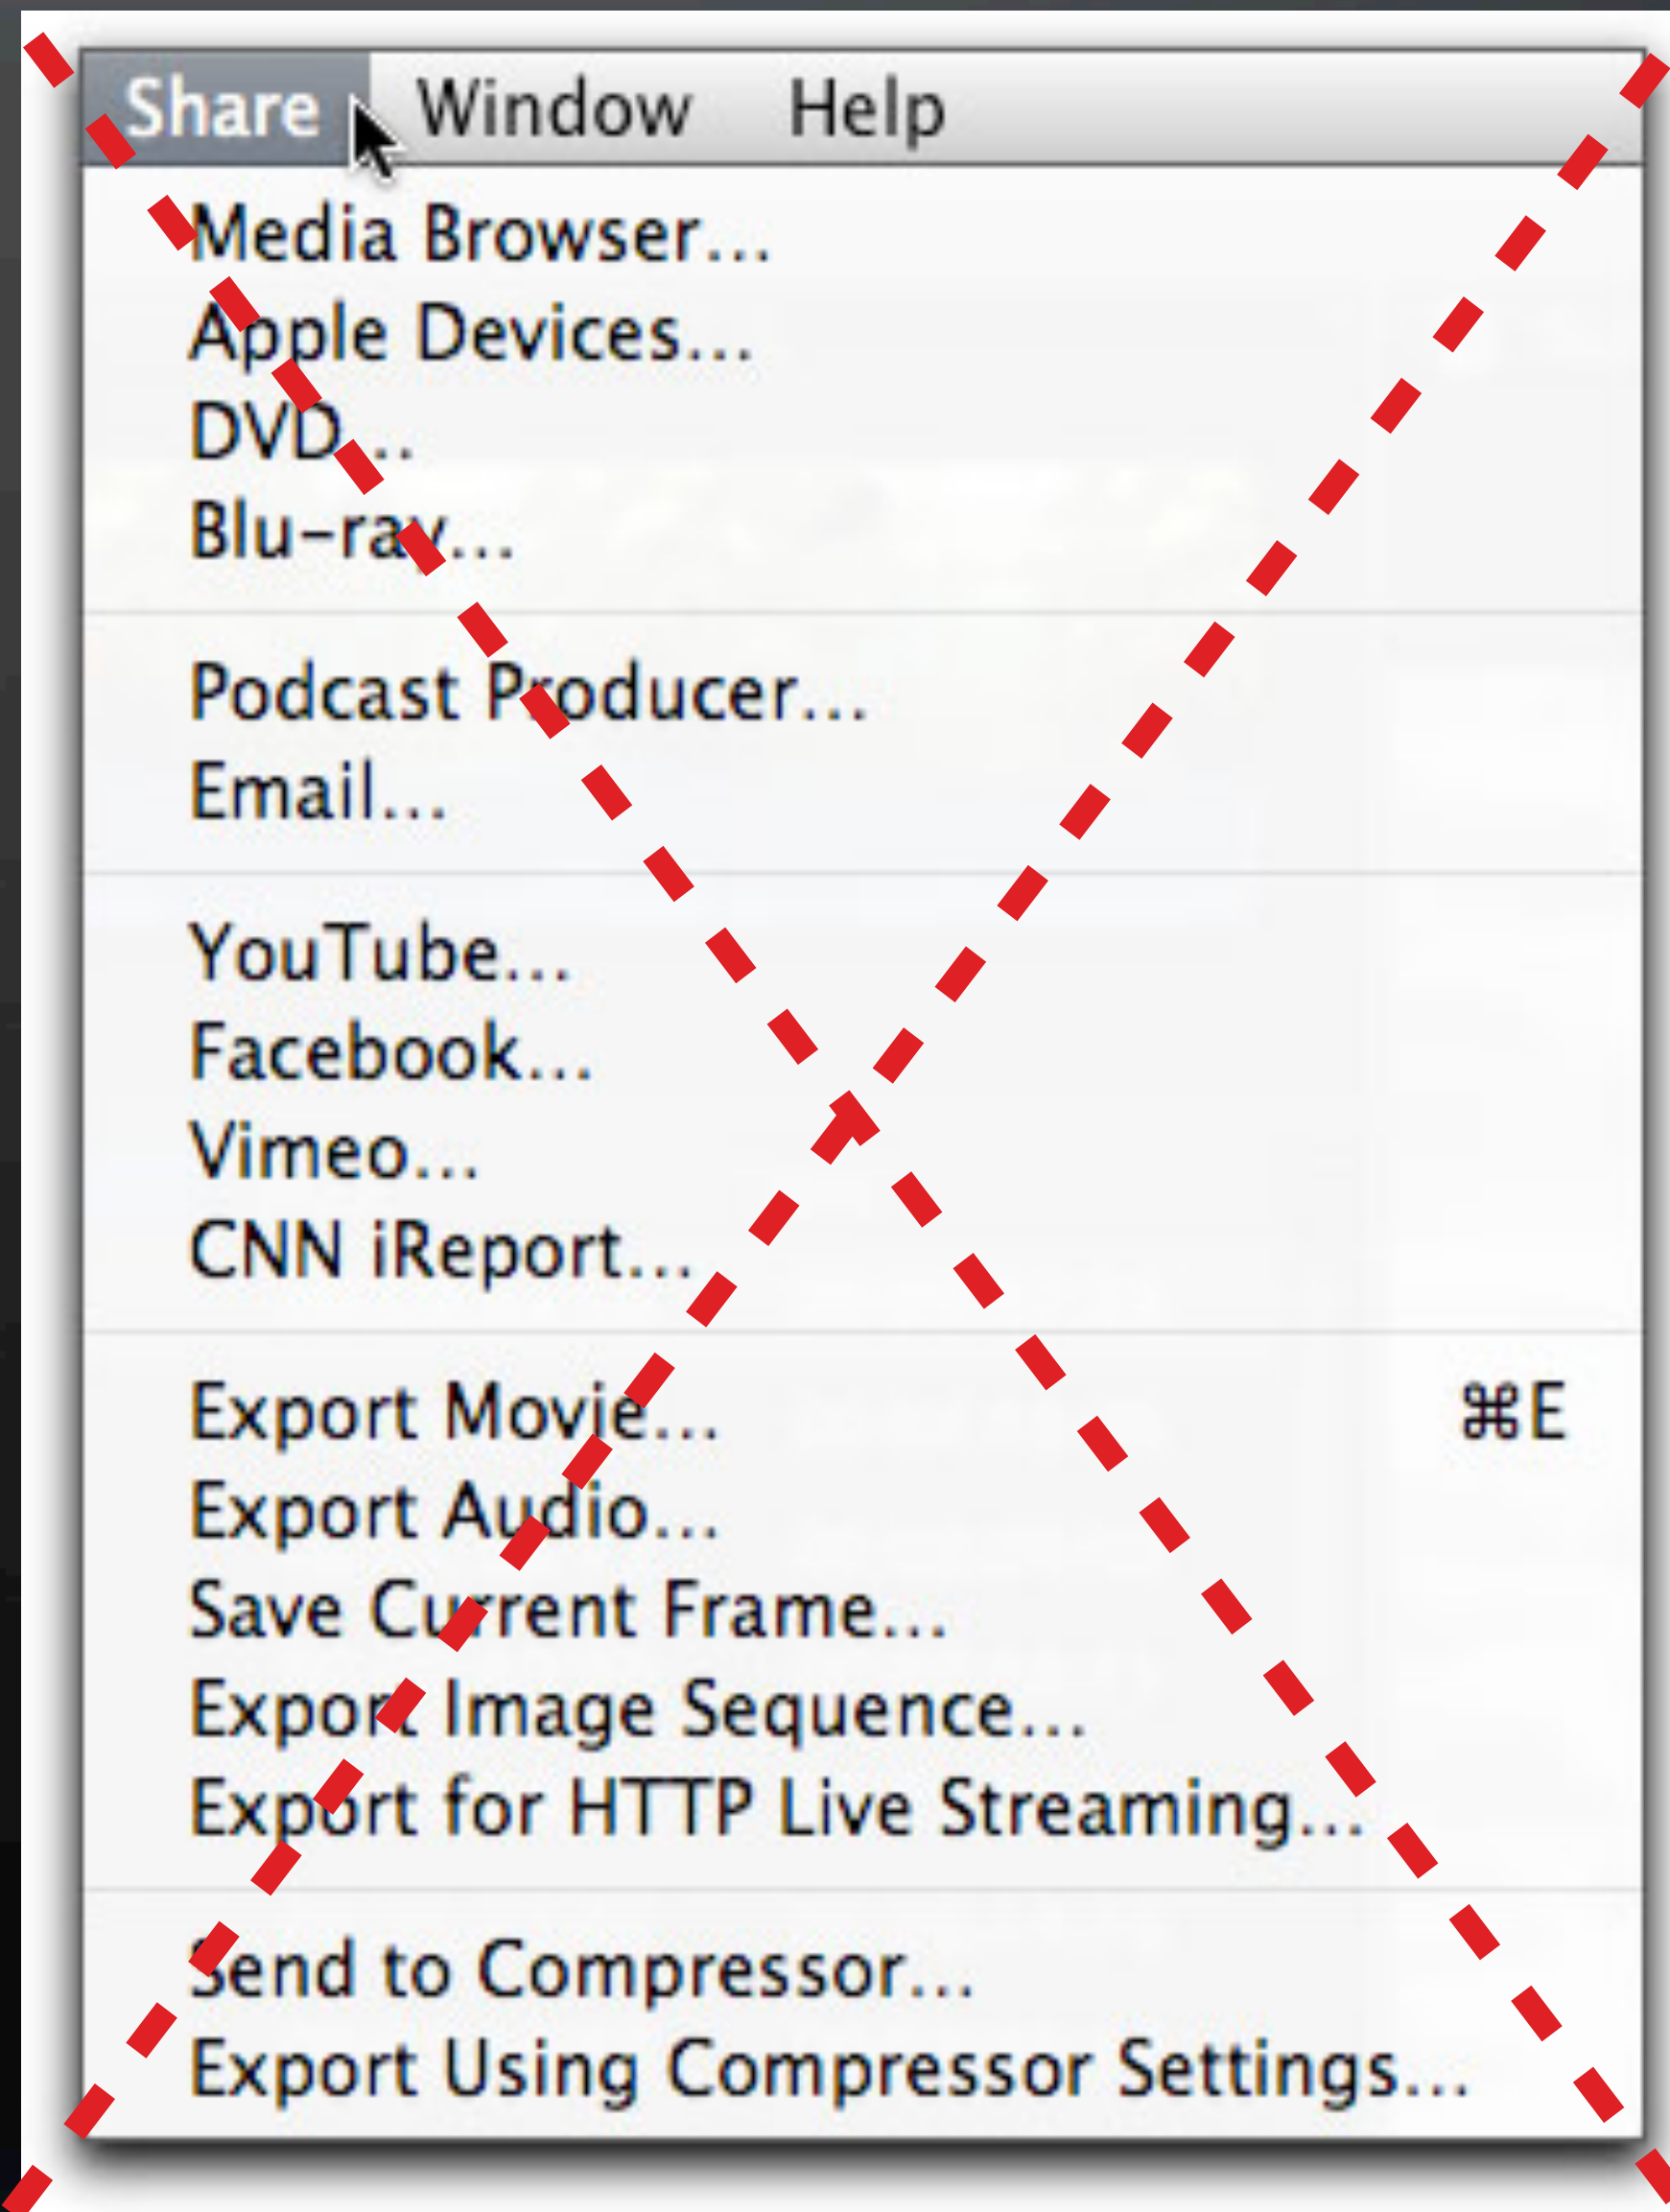 Share Window Help
Media Browser...
Apple Devices...
DVD...
Blu-ray...
Podcast Producer...
Email...
YouTube...
Facebook...
Vimeo...
CNN iReport...
Export Movie... ⌘E
Export Audio...
Save Current Frame...
Export Image Sequence...
Export for HTTP Live Streaming...
Send to Compressor...
Export Using Compressor Settings...